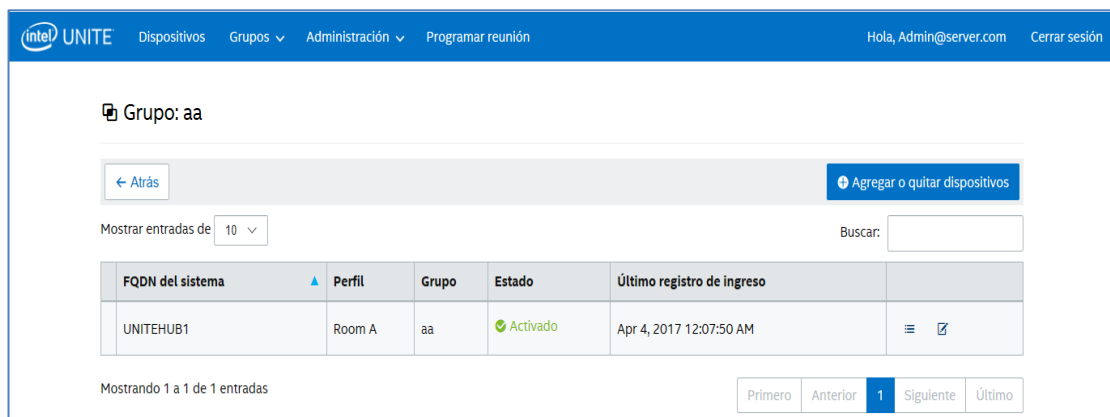 intel UNITE Dispositivos Grupos Administración Programar reunión Hola, Admin@server.com Cerrar sesión
Grupo: aa
← Atrás Agregar o quitar dispositivos
Mostrar entradas de 10 Buscar:
FQDN del sistema Perfil Grupo Estado Último registro de ingreso
UNITEHUB1 Room A aa Activado Apr 4, 2017 12:07:50 AM
Mostrando 1 a 1 de 1 entradas Primero Anterior 1 Siguiente Último